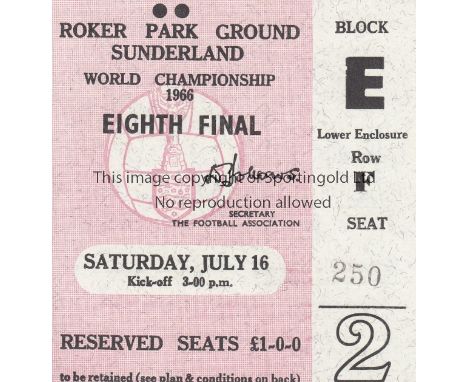 ROKER PARK GROUND
SUNDERLAND
WORLD CHAMPIONSHIP
1966
EIGHTH FINAL
This image copyright of Sportingold Ltd
No reproduction allowed
SECRETARY
THE FOOTBALL ASSOCIATION
SATURDAY, JULY 16
Kick-off 3-00 p.m.
RESERVED SEATS £1-0-0
to be retained (see plan & conditions on back)
BLOCK
E
Lower Enclosure
Row
F
SEAT
250
2